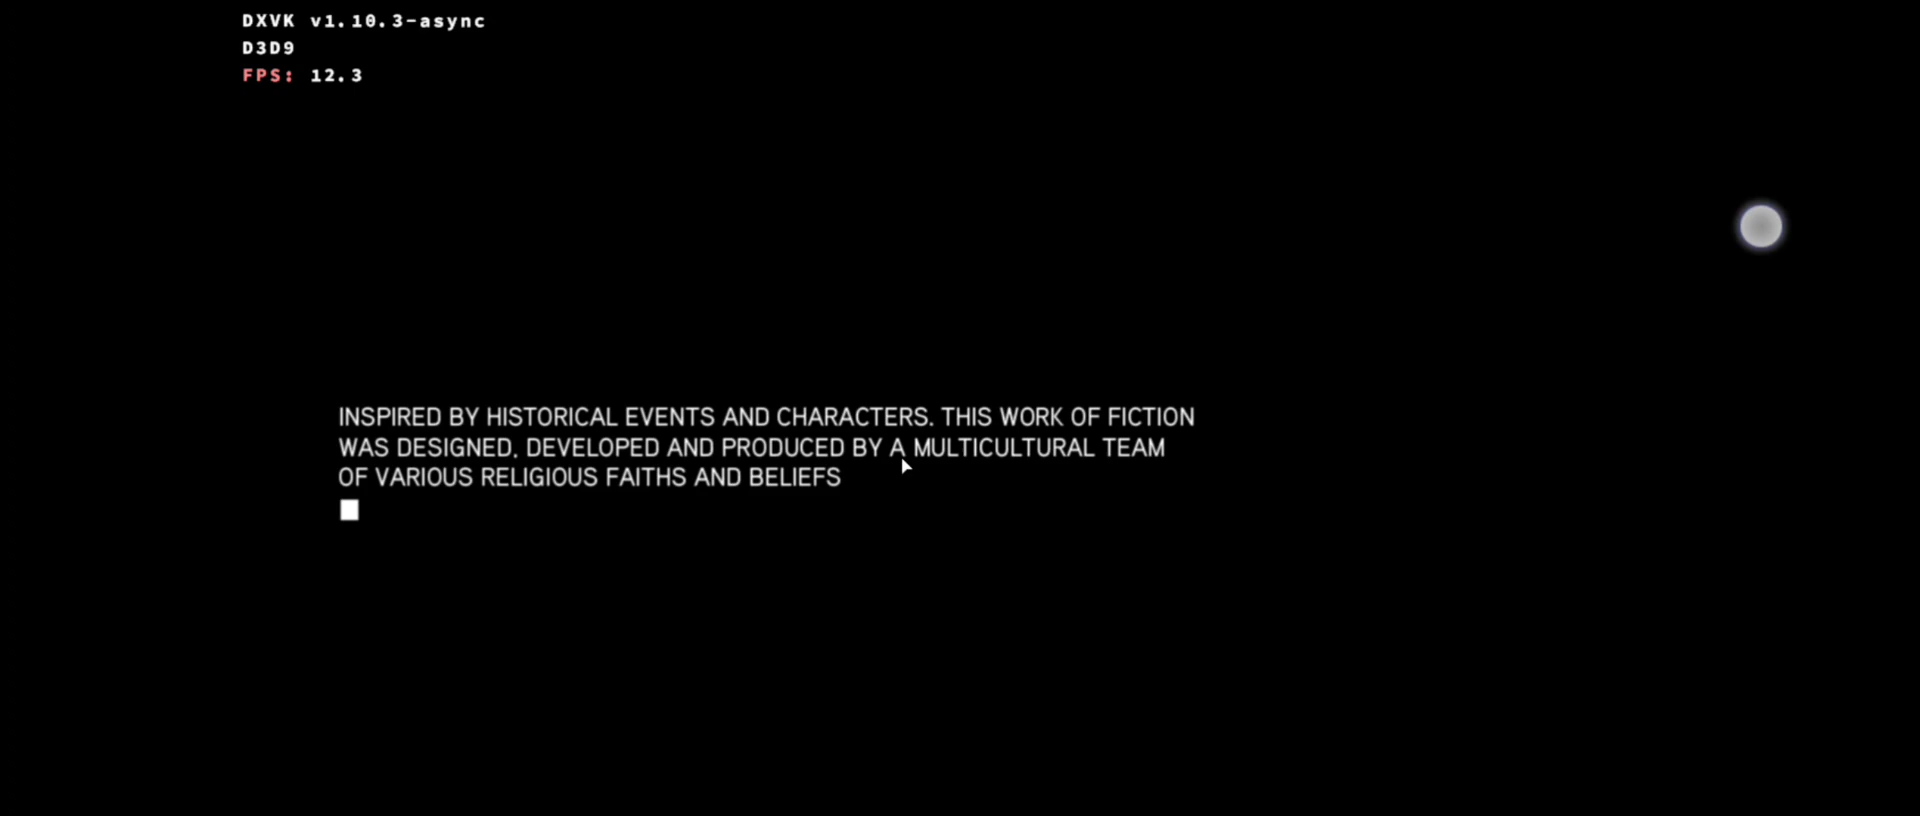 DXVK v1.10.3-async
D3D9
FPS: 12.3
INSPIRED BY HISTORICAL EVENTS AND CHARACTERS. THIS WORK OF FICTION
WAS DESIGNED, DEVELOPED AND PRODUCED BY A MULTICULTURAL TEAM
OF VARIOUS RELIGIOUS FAITHS AND BELIEFS